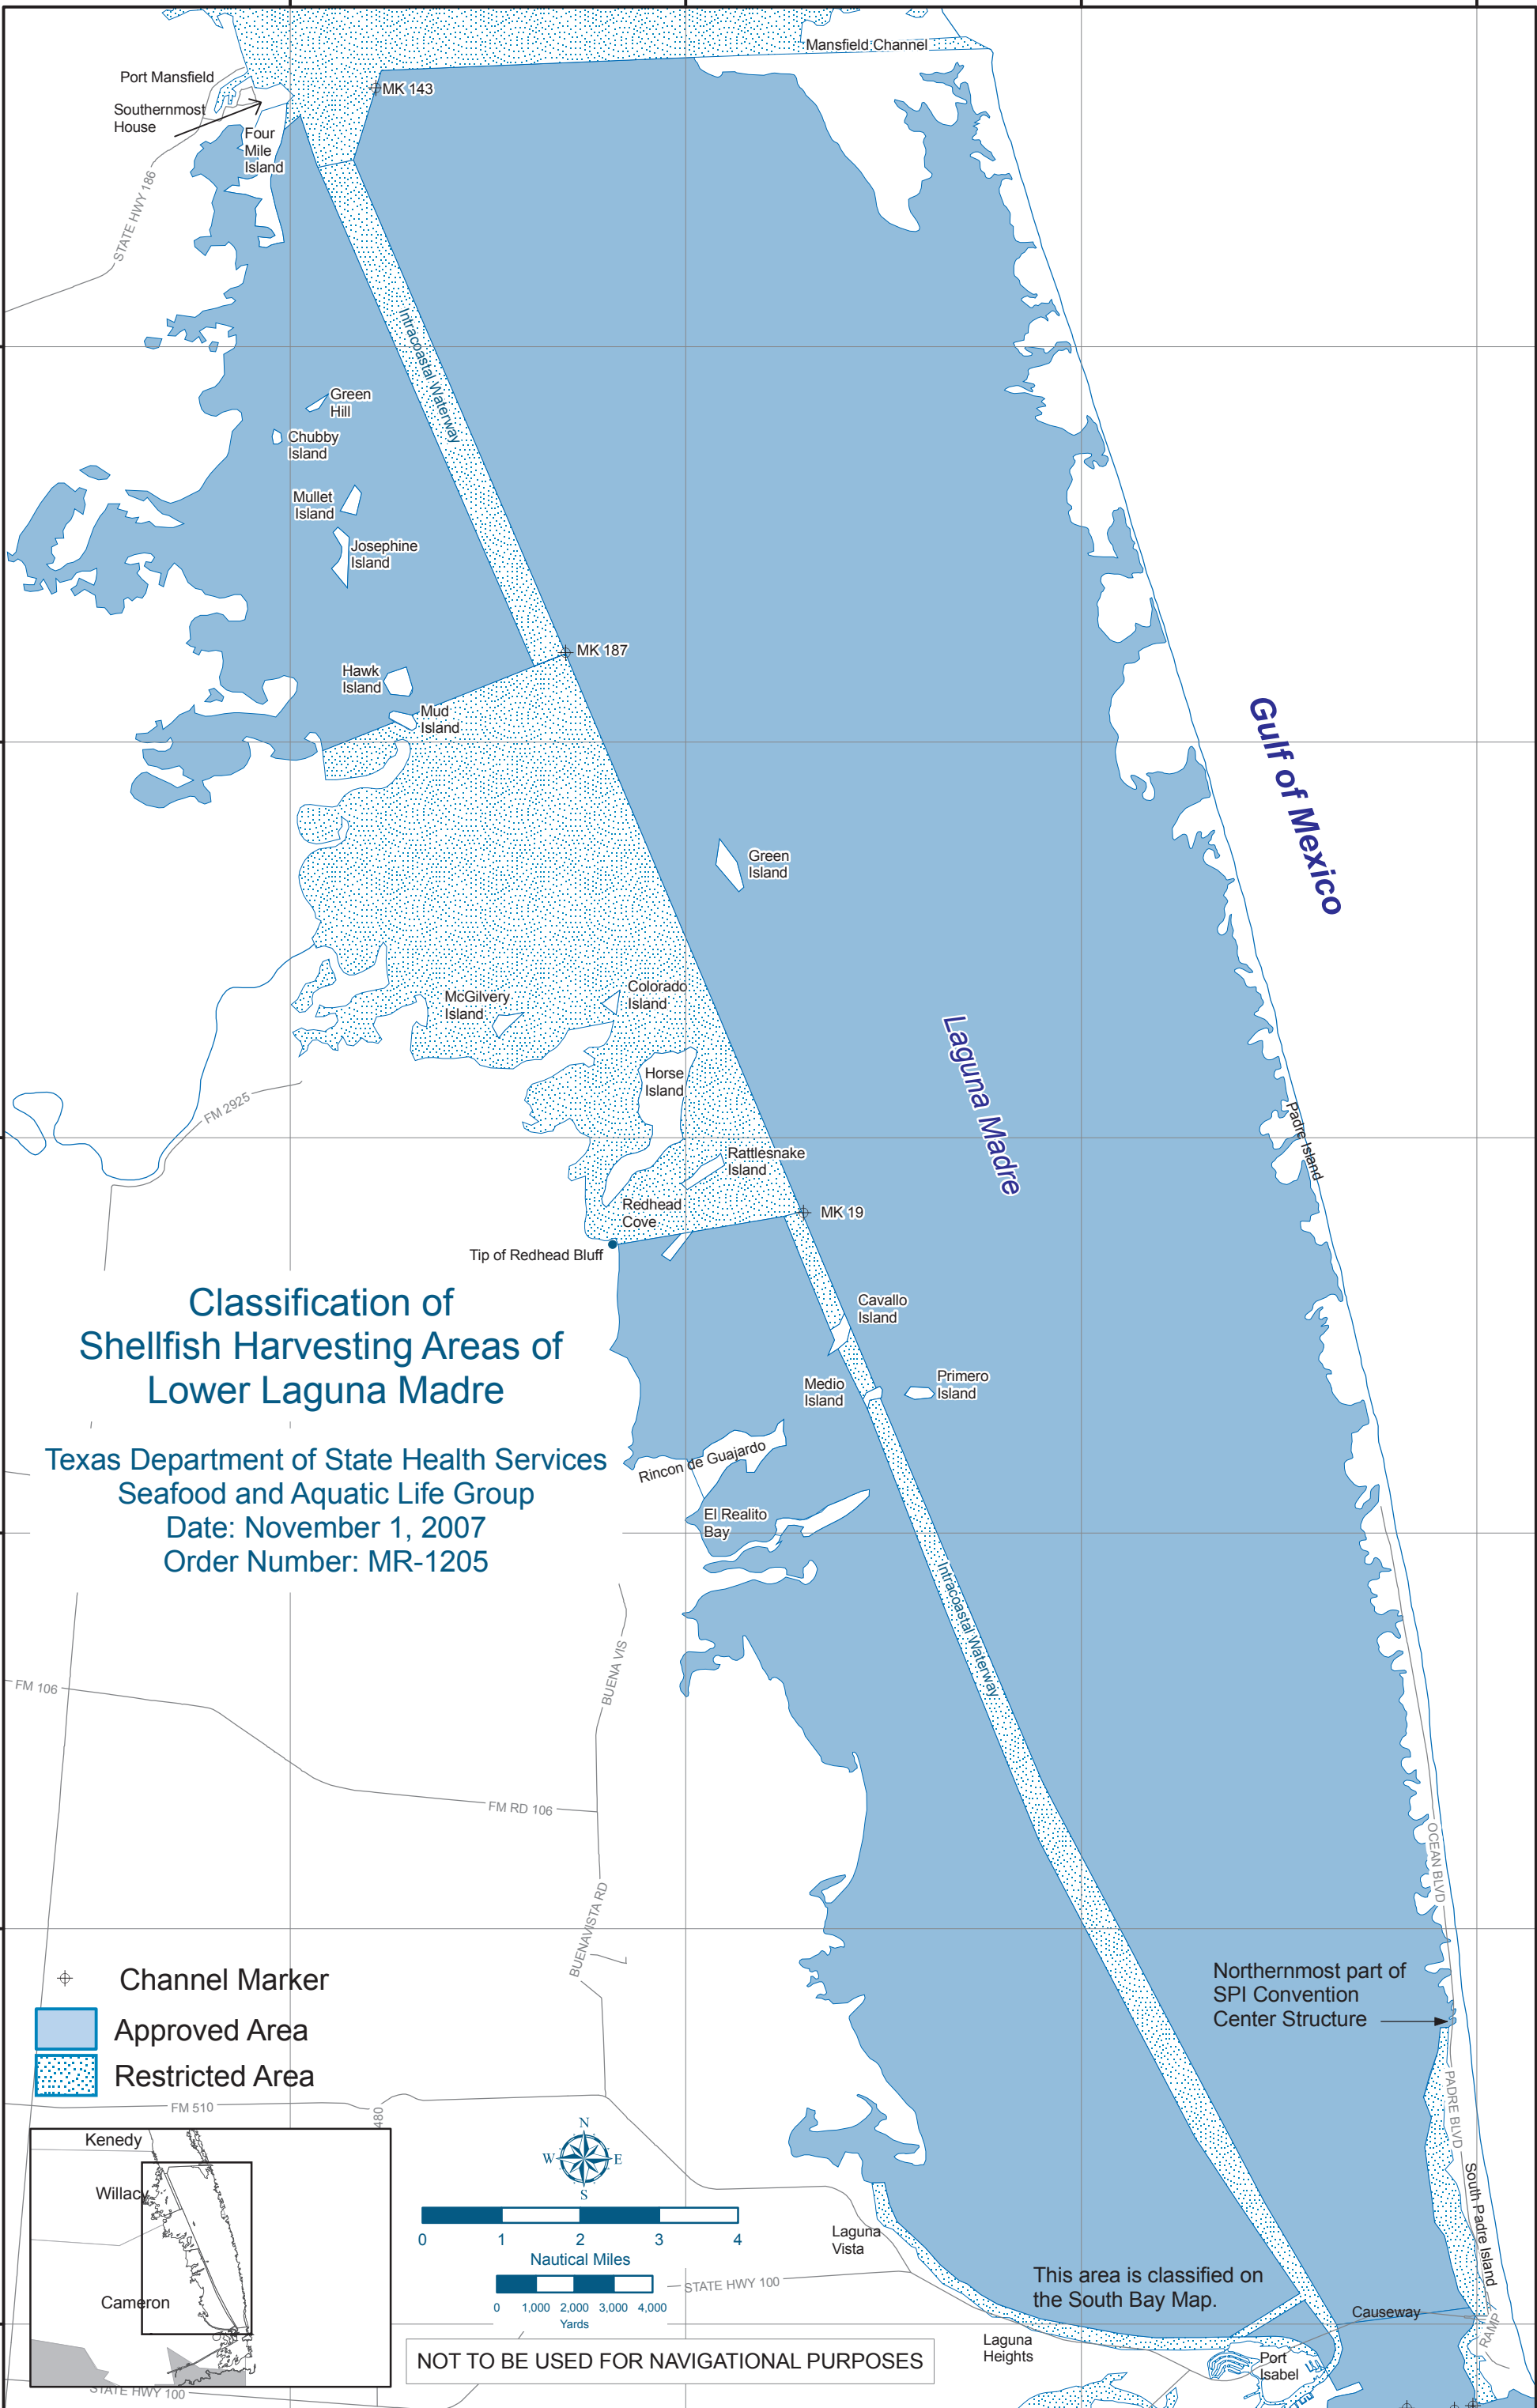 Mansfield Channel
Port Mansfield
MK 143
Southernmost
House
Four
Mile
Island
STATE HWY 186
Intracoastal Waterway
Green
Hill
Chubby
Island
Mullet
Island
Josephine
Island
MK 187
Hawk
Island
Mud
Island
Gulf of Mexico
Green
Island
Colorado
Island
McGilvery
Island
Laguna Madre
Horse
Island
FM 2925
Padre Island
Rattlesnake
Island
Redhead
Cove
MK 19
Tip of Redhead Bluff
Classification of
Shellfish Harvesting Areas of
Lower Laguna Madre
Cavallo
Island
Primero
Island
Medio
Island
Rincon de Guajardo
Texas Department of State Health Services
Seafood and Aquatic Life Group
Date: November 1, 2007
Order Number: MR-1205
El Realito
Bay
Intracoastal Waterway
BUENA VIS
FM 106
FM RD 106
OCEAN BLVD
BUENAVISTA RD
Northernmost part of
SPI Convention
Center Structure
Channel Marker
Approved Area
Restricted Area
PADRE BLVD
FM 510
480
Kenedy
Willacy
Cameron
N
W
E
S
0 1 2 3 4
Nautical Miles
0 1,000 2,000 3,000 4,000
Yards
South Padre Island
Laguna
Vista
STATE HWY 100
This area is classified on
the South Bay Map.
Causeway
RAMP
Laguna
Heights
Port
Isabel
NOT TO BE USED FOR NAVIGATIONAL PURPOSES
STATE HWY 100